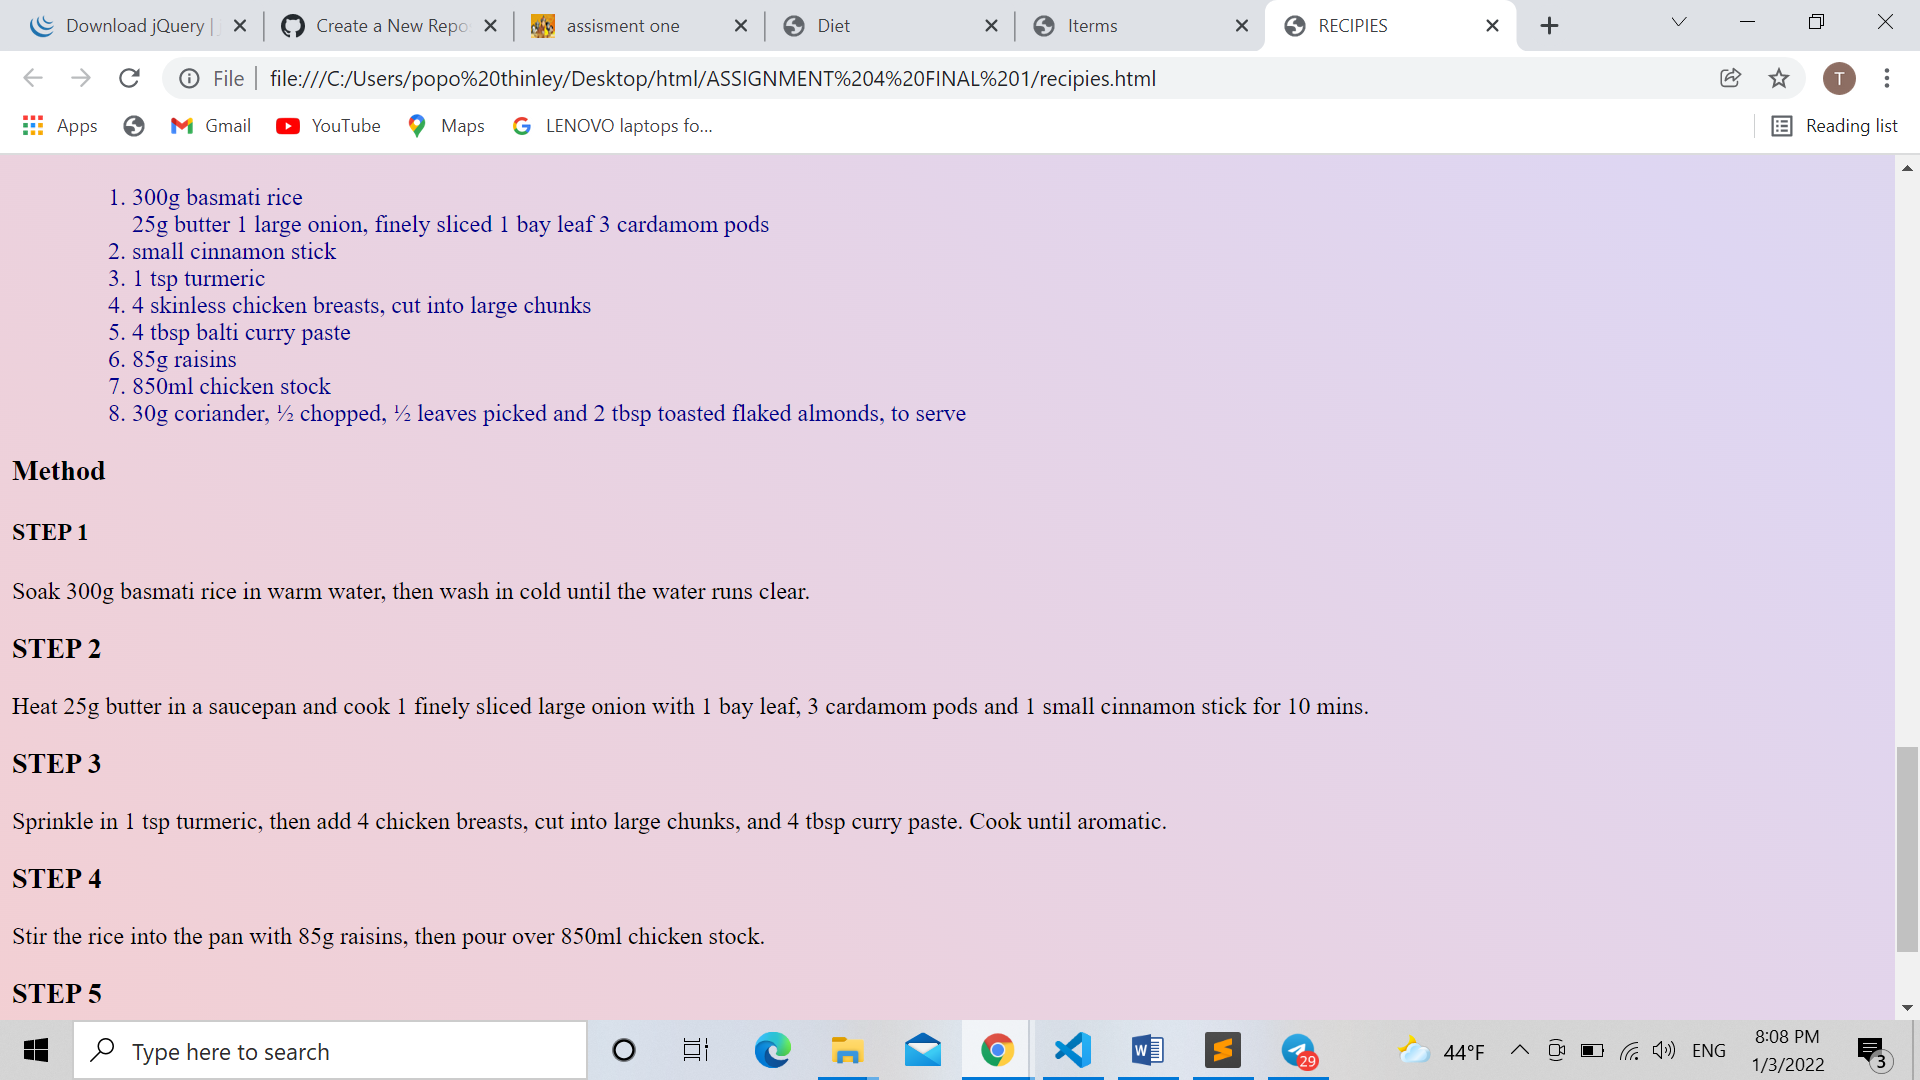 Download jQuery |
Create a New Repo
assisment one
Diet
Iterms
RECIPIES
File
file:///C:/Users/popo%20thinley/Desktop/html/ASSIGNMENT%204%20FINAL%201/recipies.html
T
Apps
Gmail
YouTube
Maps
LENOVO laptops fo...
Reading list
1. 300g basmati rice
25g butter 1 large onion, finely sliced 1 bay leaf 3 cardamom pods
2. small cinnamon stick
3. 1 tsp turmeric
4. 4 skinless chicken breasts, cut into large chunks
5. 4 tbsp balti curry paste
6. 85g raisins
7. 850ml chicken stock
8. 30g coriander, ½ chopped, ½ leaves picked and 2 tbsp toasted flaked almonds, to serve
Method
STEP 1
Soak 300g basmati rice in warm water, then wash in cold until the water runs clear.
STEP 2
Heat 25g butter in a saucepan and cook 1 finely sliced large onion with 1 bay leaf, 3 cardamom pods and 1 small cinnamon stick for 10 mins.
STEP 3
Sprinkle in 1 tsp turmeric, then add 4 chicken breasts, cut into large chunks, and 4 tbsp curry paste. Cook until aromatic.
STEP 4
Stir the rice into the pan with 85g raisins, then pour over 850ml chicken stock.
STEP 5
Type here to search
W
S
29
44°F
ENG
8:08 PM
1/3/2022
3